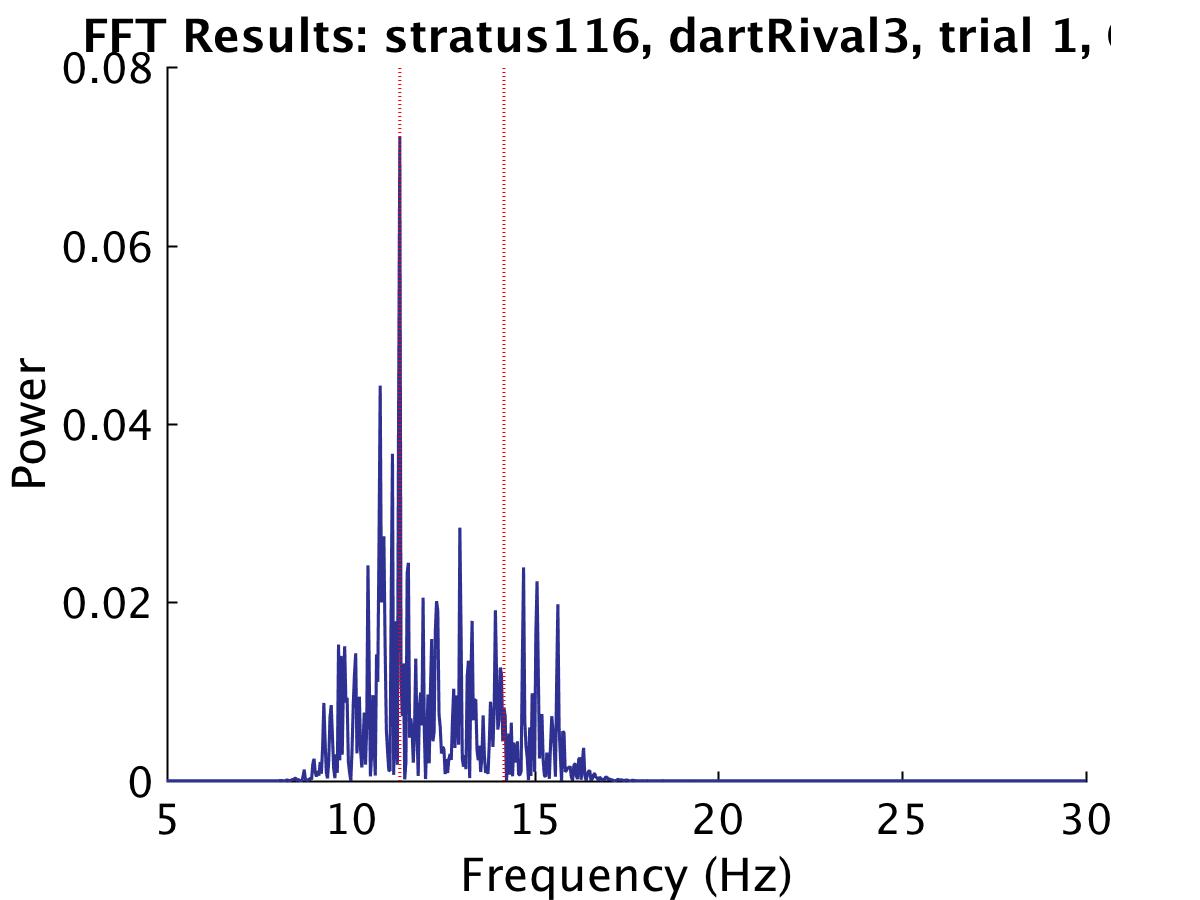 FFT Results: stratus116, dartRival3, trial 1,
0.08
0.06
0.04
0.02
0
Power
5 10 15 20 25 30
Frequency (Hz)